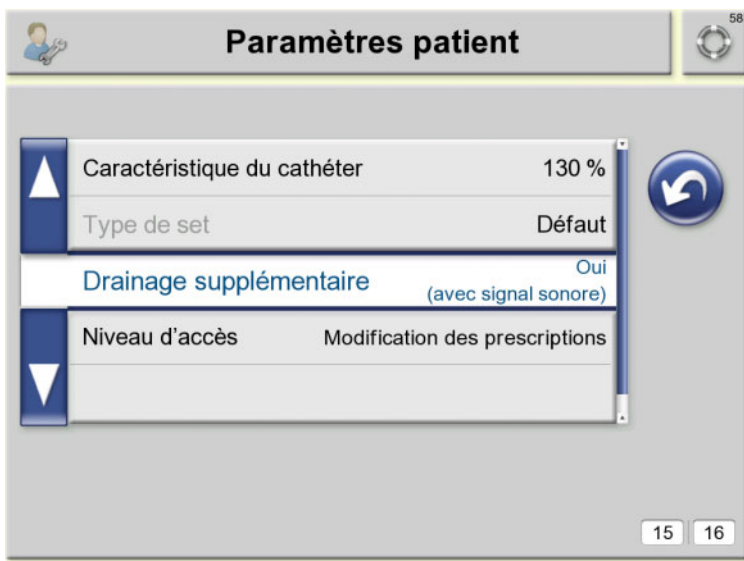 Paramètres patient
58
Caractéristique du cathéter 130 %
Type de set Défaut
Drainage supplémentaire Oui
(avec signal sonore)
Niveau d'accès Modification des prescriptions
15 16